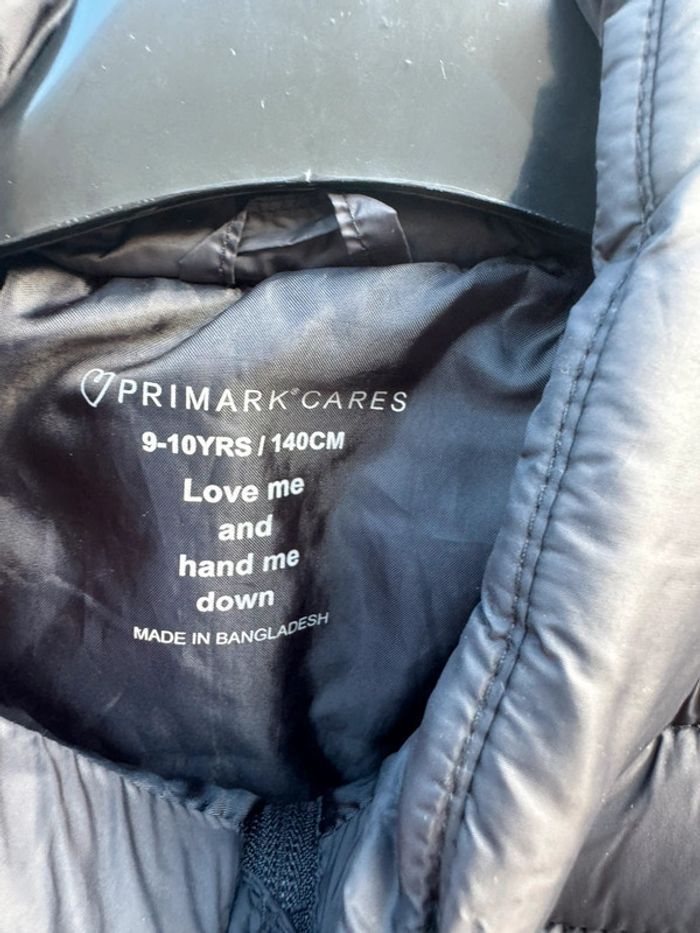 PRIMARK® CARES
9-10YRS / 140CM
Love me
and
hand me
down
MADE IN BANGLADESH